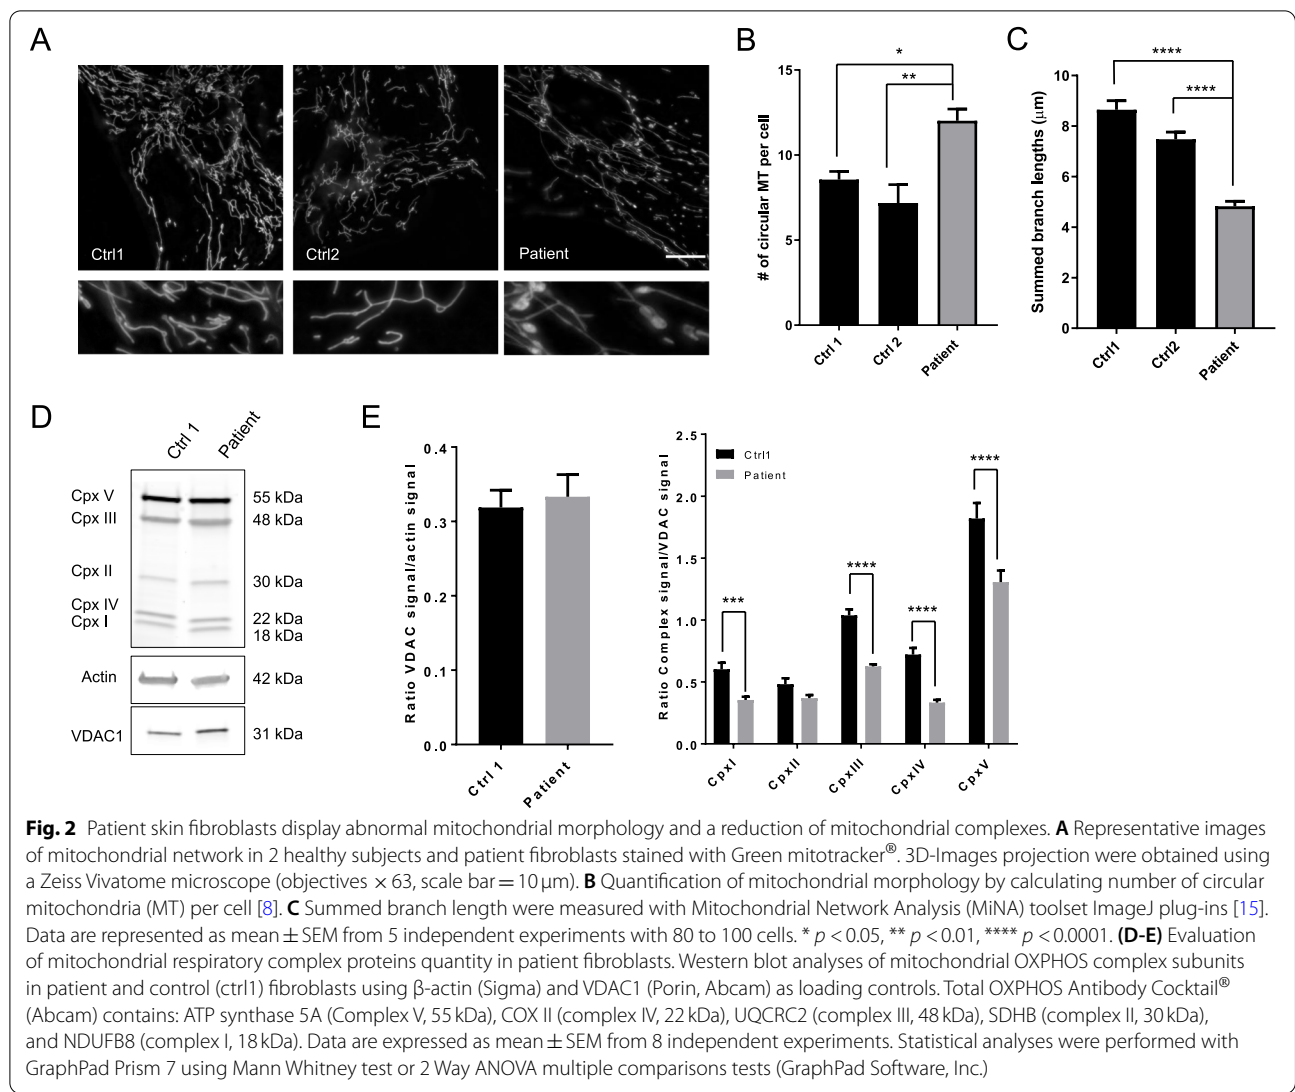 A
Ctrl1
Ctrl2
Patient
B
# of circular MT per cell
15
10
5
0
*
**
Ctrl 1
Ctrl 2
Patient
C
Summed branch lengths (μm)
10
8
6
4
2
0
****
****
Ctrl1
Ctrl2
Patient
D
Ctrl 1
Patient
Cpx V
55 kDa
Cpx III
48 kDa
Cpx II
30 kDa
Cpx IV
22 kDa
Cpx I
18 kDa
Actin
42 kDa
VDAC1
31 kDa
E
Ratio VDAC signal/actin signal
0.4
0.3
0.2
0.1
0.0
Ctrl 1
Patient
Ratio Complex signal/VDAC signal
2.5
2.0
1.5
1.0
0.5
0.0
Ctrl1
Patient
***
****
****
****
CpxI
CpxII
CpxIII
CpxIV
CpxV
Fig. 2 Patient skin fibroblasts display abnormal mitochondrial morphology and a reduction of mitochondrial complexes. A Representative images
of mitochondrial network in 2 healthy subjects and patient fibroblasts stained with Green mitotracker®. 3D-Images projection were obtained using
a Zeiss Vivatome microscope (objectives × 63, scale bar = 10 μm). B Quantification of mitochondrial morphology by calculating number of circular
mitochondria (MT) per cell [8]. C Summed branch length were measured with Mitochondrial Network Analysis (MiNA) toolset ImageJ plug-ins [15].
Data are represented as mean ± SEM from 5 independent experiments with 80 to 100 cells. * p < 0.05, ** p < 0.01, **** p < 0.0001. (D-E) Evaluation
of mitochondrial respiratory complex proteins quantity in patient fibroblasts. Western blot analyses of mitochondrial OXPHOS complex subunits
in patient and control (ctrl1) fibroblasts using β-actin (Sigma) and VDAC1 (Porin, Abcam) as loading controls. Total OXPHOS Antibody Cocktail®
(Abcam) contains: ATP synthase 5A (Complex V, 55 kDa), COX II (complex IV, 22 kDa), UQCRC2 (complex III, 48 kDa), SDHB (complex II, 30 kDa),
and NDUFB8 (complex I, 18 kDa). Data are expressed as mean ± SEM from 8 independent experiments. Statistical analyses were performed with
GraphPad Prism 7 using Mann Whitney test or 2 Way ANOVA multiple comparisons tests (GraphPad Software, Inc.)